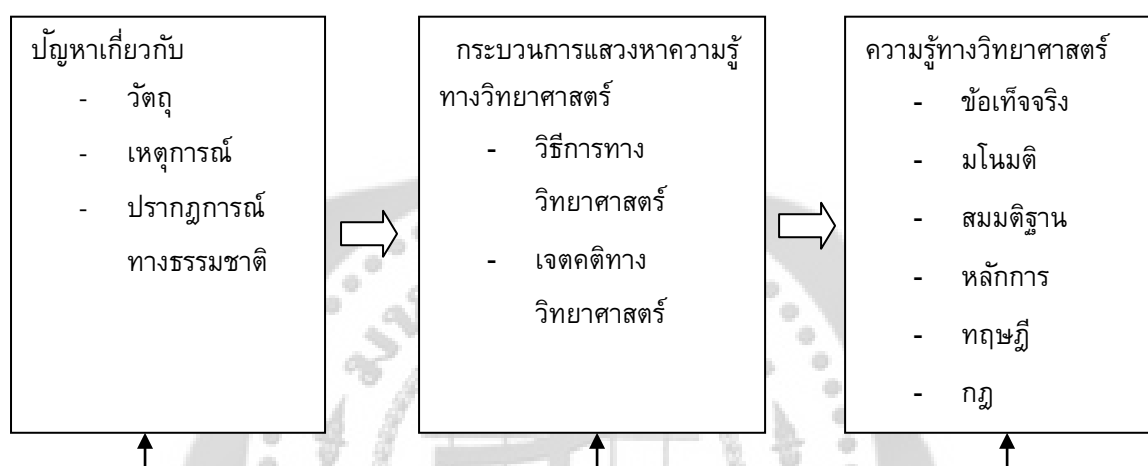 ปัญหาเกี่ยวกับ
- วัตถุ
- เหตุการณ์
- ปรากฏการณ์
ทางธรรมชาติ
กระบวนการแสวงหาความรู้
ทางวิทยาศาสตร์
- วิธีการทาง
วิทยาศาสตร์
- เจตคติทาง
วิทยาศาสตร์
ความรู้ทางวิทยาศาสตร์
- ข้อเท็จจริง
- มโนมติ
- สมมติฐาน
- หลักการ
- ทฤษฎี
- กฎ